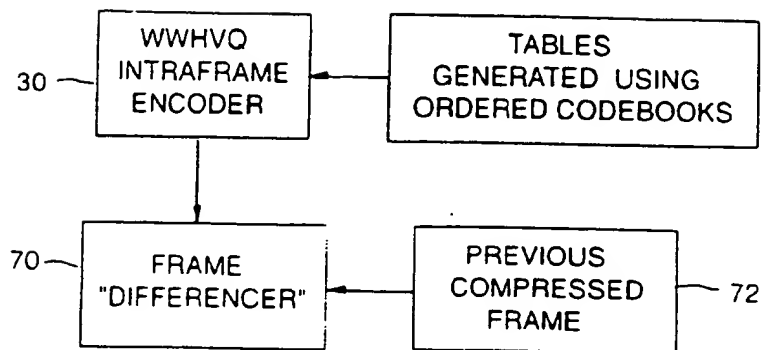 30
WWHVQ
INTRAFRAME
ENCODER
TABLES
GENERATED USING
ORDERED CODEBOOKS
70
FRAME
"DIFFERENCER"
PREVIOUS
COMPRESSED
FRAME
72